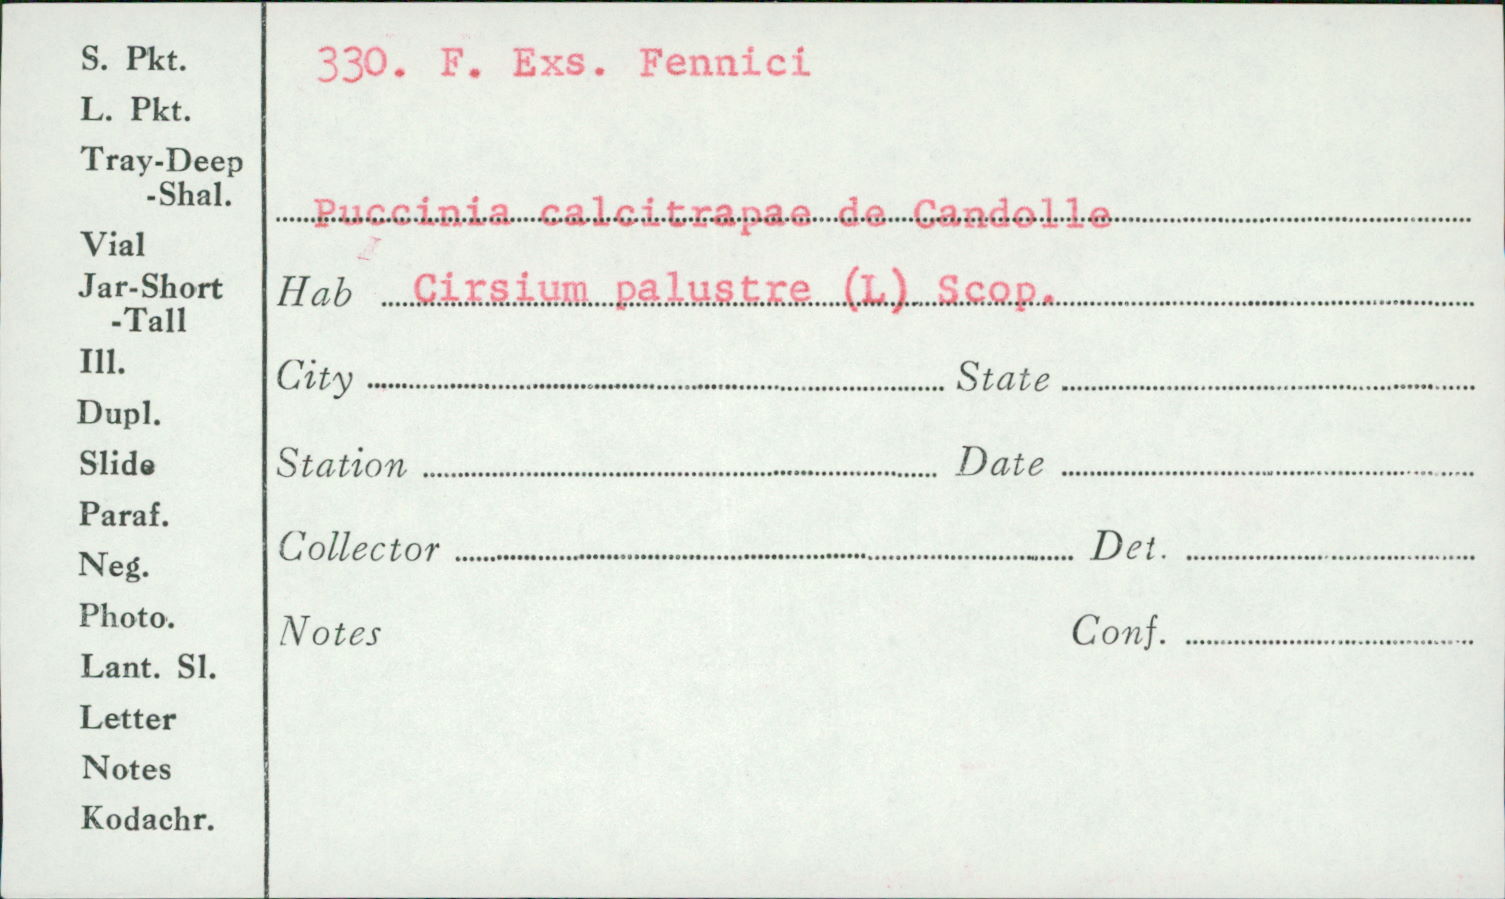 330. F. Exs. Fennici
Puccinia calcitrapae de Candolle
Hab Cirsium palustre (L) Scop.
City State
Station Date
Collector Det.
Notes Conf.
S. Pkt.
L. Pkt.
Tray-Deep
-Shal.
Vial
Jar-Short
-Tall
Ill.
Dupl.
Slide
Paraf.
Neg.
Photo.
Lant. Sl.
Letter
Notes
Kodachr.